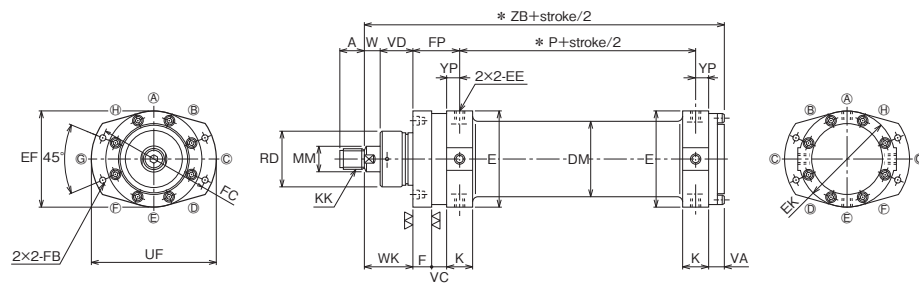 * ZB+stroke/2
A W VD FP * P+stroke/2
YP 2×2-EE YP
Ⓐ
Ⓗ Ⓑ
EF 45° Ⓖ Ⓒ
FC
Ⓕ Ⓓ
Ⓔ
2×2-FB
UF
RD MM E DM E
KK
WK F K K VA
VC
Ⓐ
Ⓑ Ⓗ
Ⓒ
EK
Ⓓ Ⓕ
Ⓔ